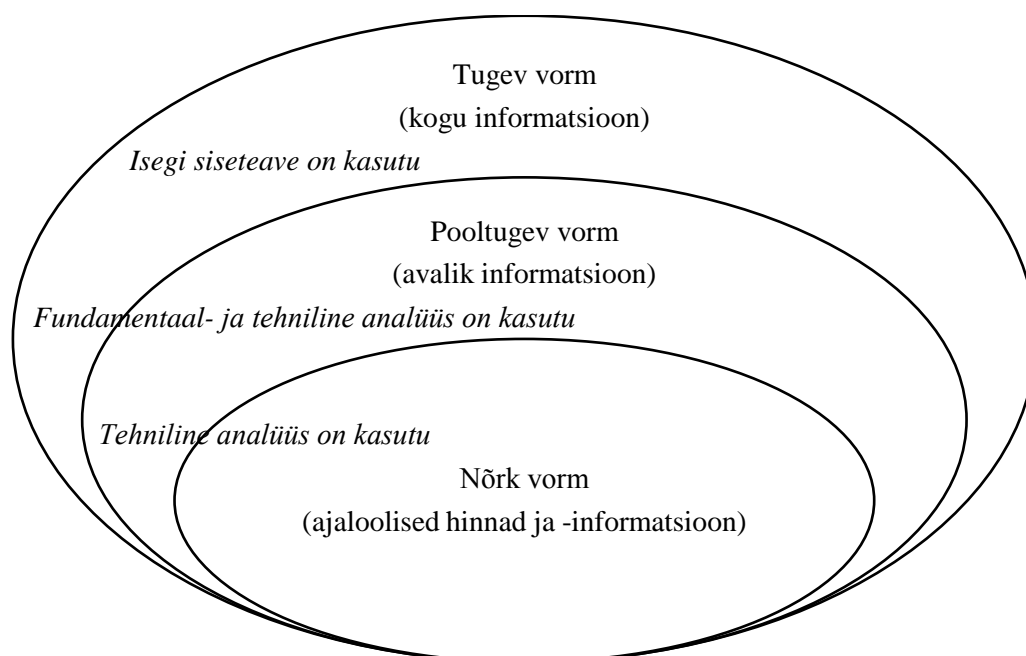 Tugev vorm
(kogu informatsioon)
Isegi siseteave on kasutu
Pooltugev vorm
(avalik informatsioon)
Fundamentaal- ja tehniline analüüs on kasutu
Tehniline analüüs on kasutu
Nõrk vorm
(ajaloolised hinnad ja -informatsioon)